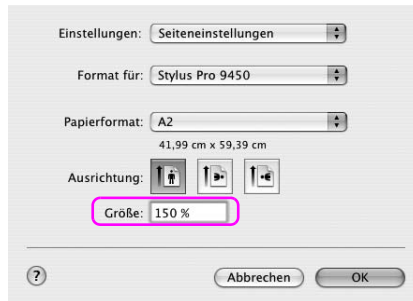 Einstellungen: Seiteneinstellungen
Format für: Stylus Pro 9450
Papierformat: A2
41,99 cm x 59,39 cm
Ausrichtung:
Größe: 150 %
? Abbrechen OK